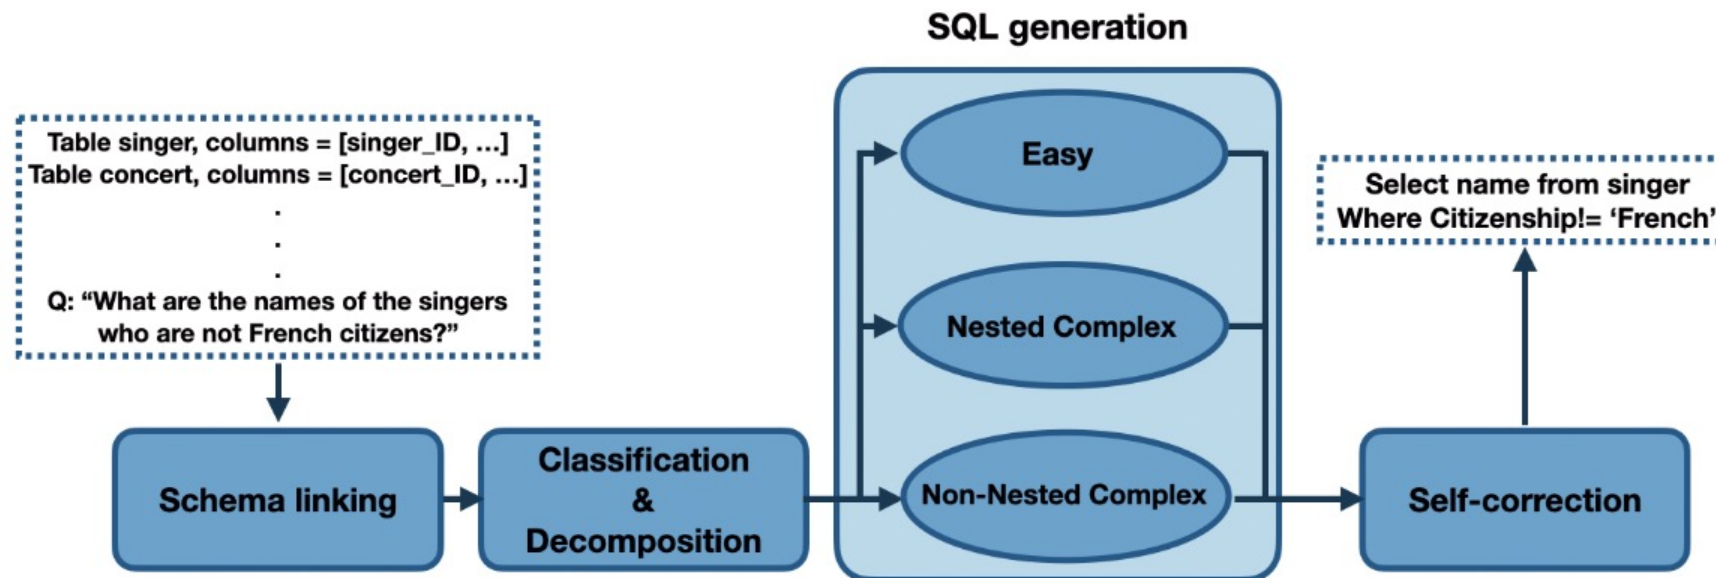 SQL generation
Table singer, columns = [singer_ID, ...]
Table concert, columns = [concert_ID, ...]
.
.
.
Q: “What are the names of the singers
who are not French citizens?”
Schema linking
Classification
&
Decomposition
Easy
Nested Complex
Non-Nested Complex
Select name from singer
Where Citizenship!= ‘French’
Self-correction